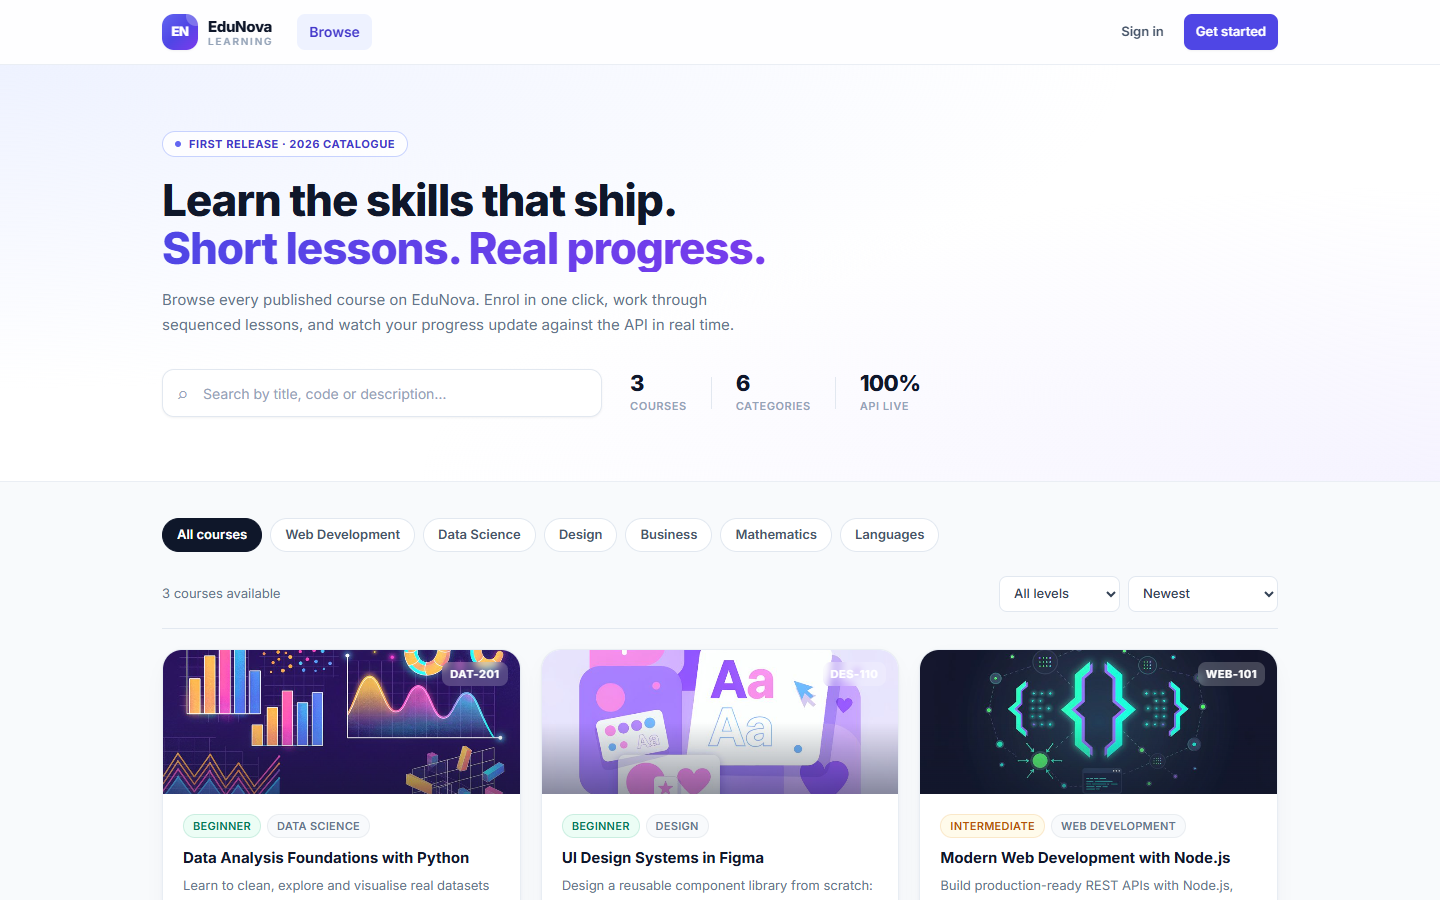 EN
EduNova
LEARNING
Browse
Sign in
Get started
FIRST RELEASE · 2026 CATALOGUE
Learn the skills that ship.
Short lessons. Real progress.
Browse every published course on EduNova. Enrol in one click, work through
sequenced lessons, and watch your progress update against the API in real time.
Search by title, code or description...
3
COURSES
6
CATEGORIES
100%
API LIVE
All courses
Web Development
Data Science
Design
Business
Mathematics
Languages
3 courses available
All levels
Newest
DAT-201
Aa
Aa
Aa
DES-110
WEB-101
BEGINNER
DATA SCIENCE
Data Analysis Foundations with Python
Learn to clean, explore and visualise real datasets
BEGINNER
DESIGN
UI Design Systems in Figma
Design a reusable component library from scratch:
INTERMEDIATE
WEB DEVELOPMENT
Modern Web Development with Node.js
Build production-ready REST APIs with Node.js,